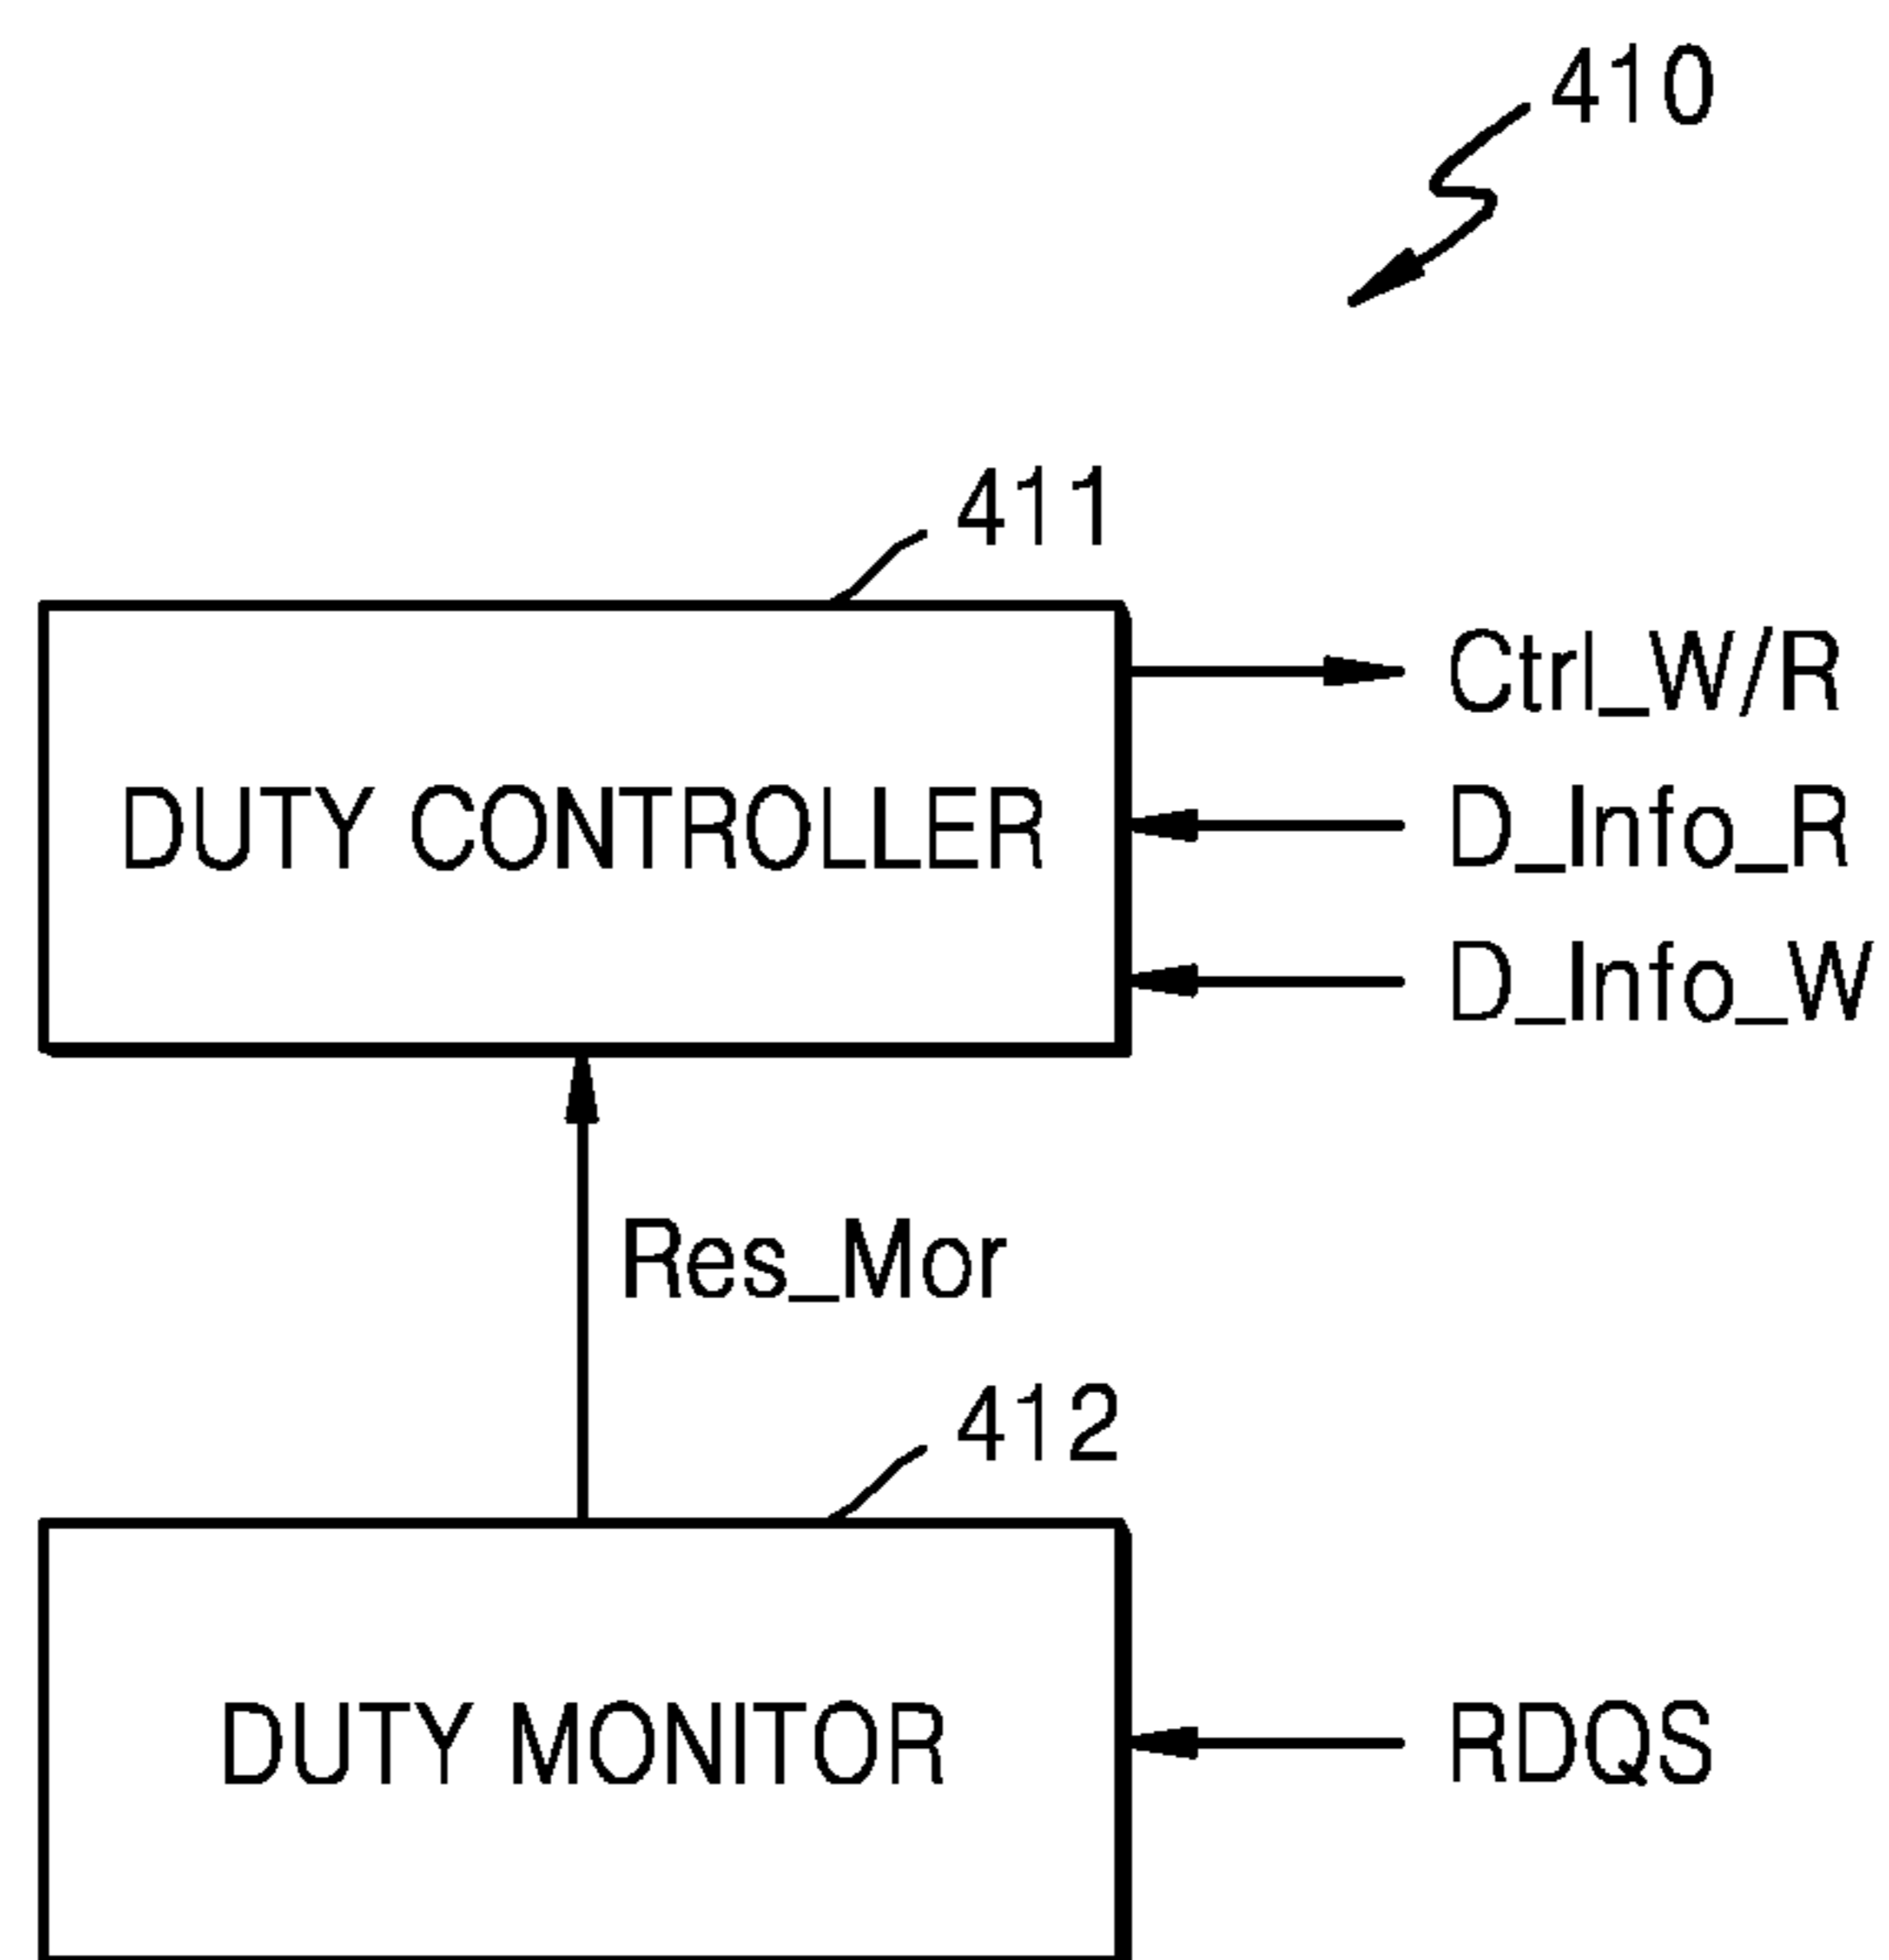 410
411
Ctrl_W/R
DUTY CONTROLLER
D_Info_R
D_Info_W
Res_Mor
412
DUTY MONITOR
RDQS